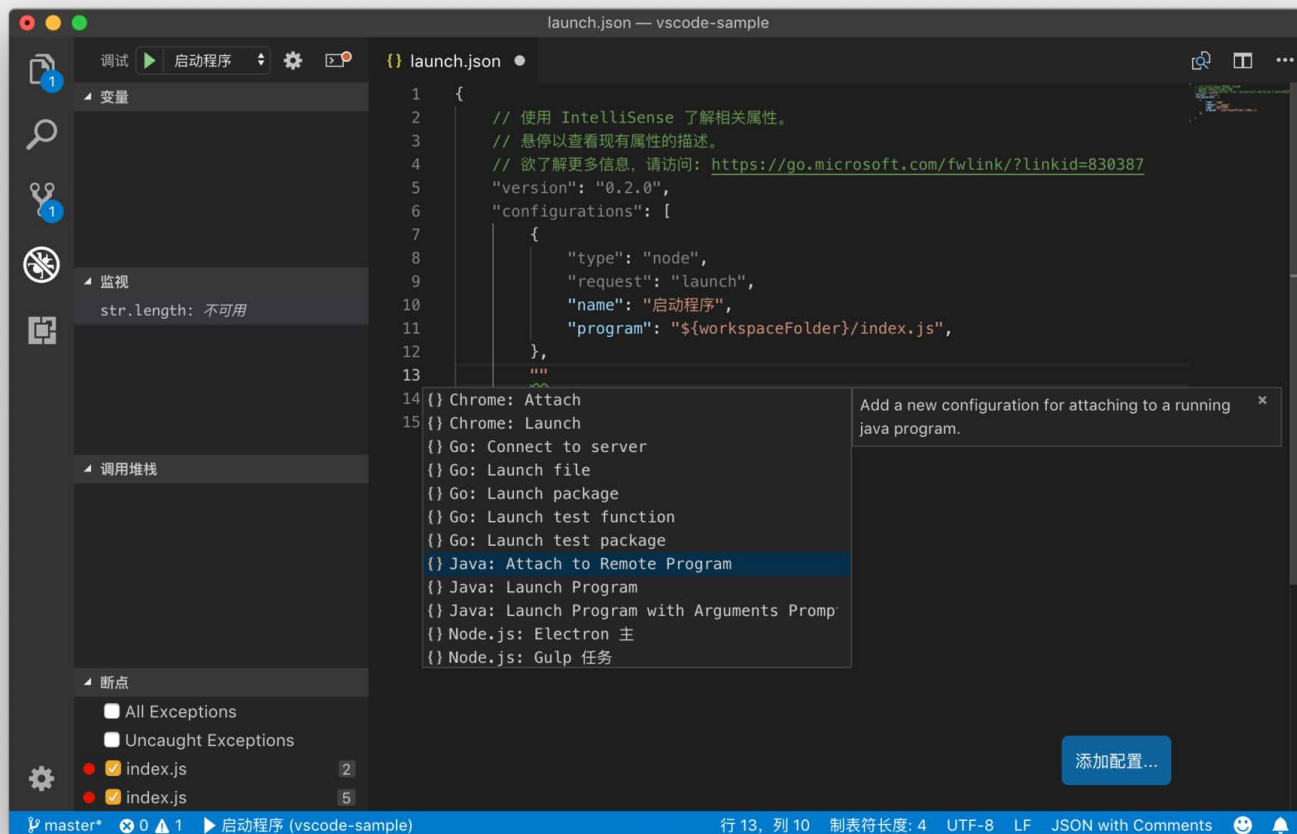 launch.json — vscode-sample
调试 启动程序
{} launch.json
1
1
变量
监视
str.length: 不可用
调用堆栈
断点
All Exceptions
Uncaught Exceptions
index.js 2
index.js 5
1 {
2 // 使用 IntelliSense 了解相关属性。
3 // 悬停以查看现有属性的描述。
4 // 欲了解更多信息，请访问: https://go.microsoft.com/fwlink/?linkid=830387
5 "version": "0.2.0",
6 "configurations": [
7 {
8 "type": "node",
9 "request": "launch",
10 "name": "启动程序",
11 "program": "${workspaceFolder}/index.js",
12 },
13 ""
14
15
{} Chrome: Attach
{} Chrome: Launch
{} Go: Connect to server
{} Go: Launch file
{} Go: Launch package
{} Go: Launch test function
{} Go: Launch test package
{} Java: Attach to Remote Program
{} Java: Launch Program
{} Java: Launch Program with Arguments Promp
{} Node.js: Electron 主
{} Node.js: Gulp 任务
Add a new configuration for attaching to a running
java program.
添加配置...
master* 0 1 启动程序 (vscode-sample) 行 13，列 10 制表符长度: 4 UTF-8 LF JSON with Comments